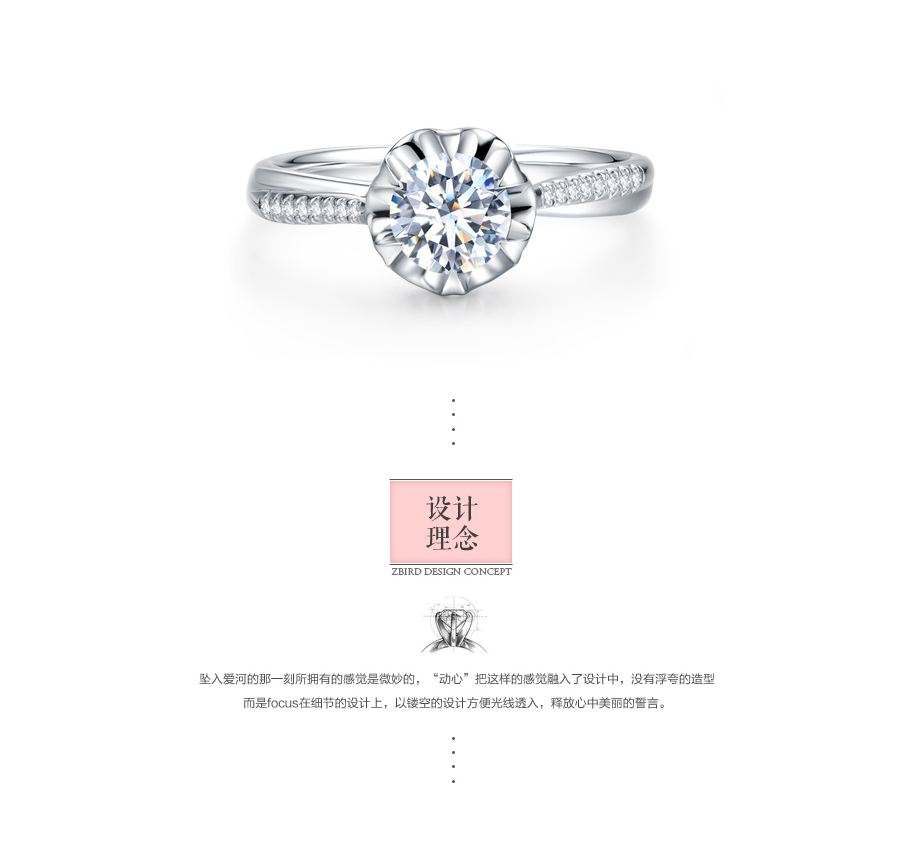 设计
理念
ZBIRD DESIGN CONCEPT
坠入爱河的那一刻所拥有的感觉是微妙的，“动心”把这样的感觉融入了设计中，没有浮夸的造型
而是focus在细节的设计上，以镂空的设计方便光线透入，释放心中美丽的誓言。